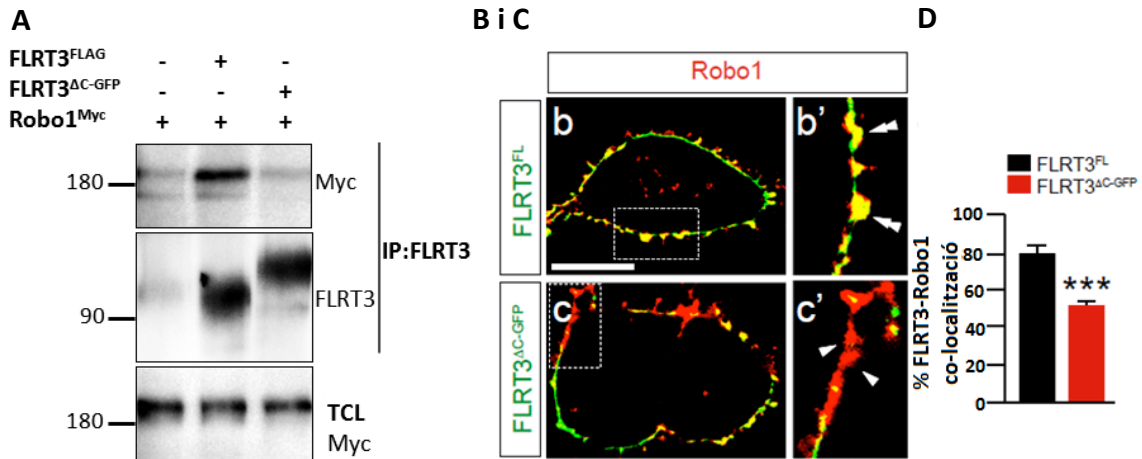 A
FLRT3FLAG - + -
FLRT3ΔC-GFP - - +
Robo1Myc + + +
180
Myc
IP:FLRT3
FLRT3
90
180
TCL
Myc
B i C
Robo1
FLRT3FL
b
b'
FLRT3ΔC-GFP
c
c'
D
FLRT3FL
FLRT3ΔC-GFP
% FLRT3-Robo1
co-localització
100
80
60
40
20
0
***